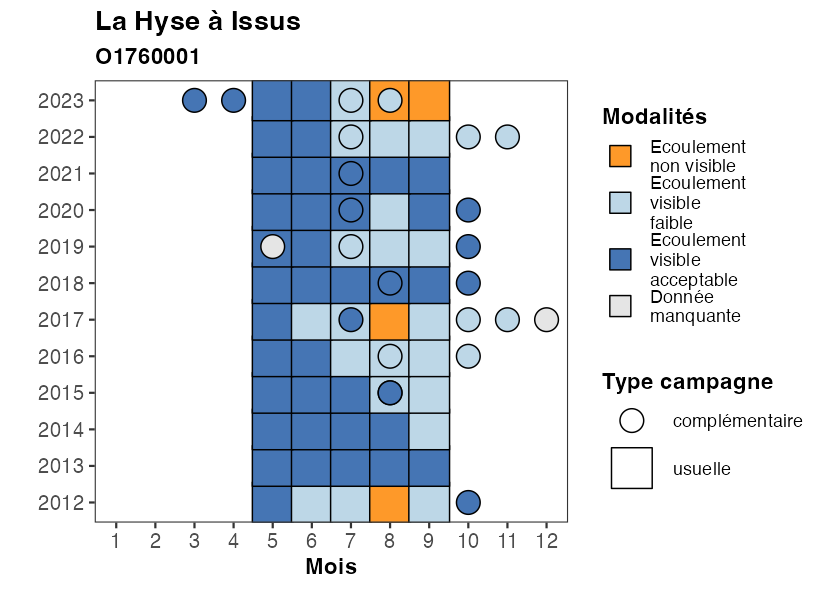 La Hyse à Issus
O1760001
2023
2022
2021
2020
2019
2018
2017
2016
2015
2014
2013
2012
1 2 3 4 5 6 7 8 9 10 11 12
Mois
Modalités
Ecoulement
non visible
Ecoulement
visible
faible
Ecoulement
visible
acceptable
Donnée
manquante
Type campagne
complémentaire
usuelle